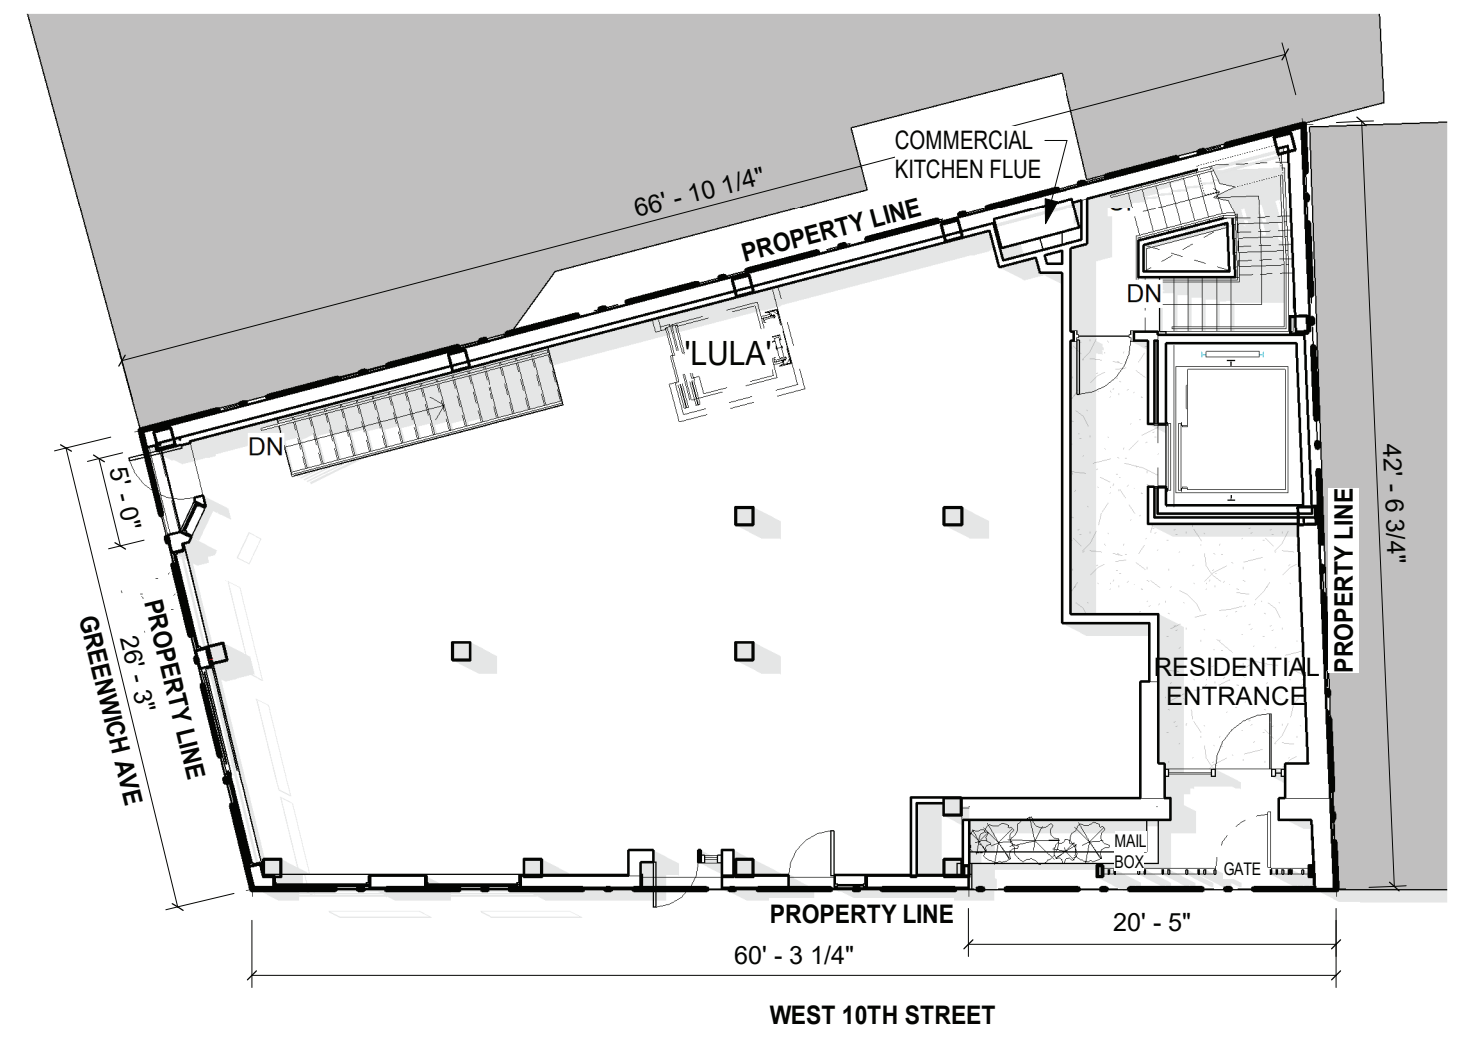 COMMERCIAL
KITCHEN FLUE
66' - 10 1/4"
PROPERTY LINE
DN
'LULA'
DN
5' - 0"
42' - 6 3/4"
PROPERTY LINE
PROPERTY LINE
26' - 3"
GREENWICH AVE
RESIDENTIAL
ENTRANCE
MAIL
BOX
GATE
PROPERTY LINE
20' - 5"
60' - 3 1/4"
WEST 10TH STREET